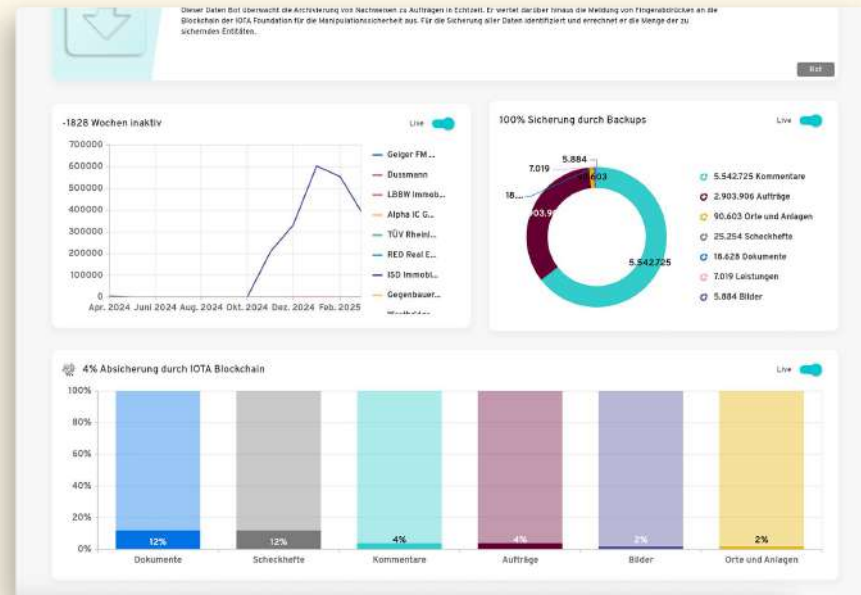 Dieser Daten Bot überwacht die Archivierung von Nachweisen zu Aufträgen in Echtzeit. Er wertet darüber hinaus die Meldung von Fingerabdrücken an die
Blockchain der IOTA Foundation für die Manipulationssicherheit aus. Für die Sicherung aller Daten identifiziert und errechnet er die Menge der zu
sichernden Entitäten.
Bot
-1828 Wochen inaktiv
Live
700000
600000
500000
400000
300000
200000
100000
0
Apr. 2024 Juni 2024 Aug. 2024 Okt. 2024 Dez. 2024 Feb. 2025
Geiger FM ...
Dussmann
LBBW Immob...
Alpha IC G...
TÜV Rheinl...
RED Real E...
ISD Immobi...
Gegenbauer...
100% Sicherung durch Backups
Live
5.884
7.019
18....
5.542.725
5.542.725 Kommentare
2.903.906 Aufträge
90.603 Orte und Anlagen
25.254 Scheckhefte
18.628 Dokumente
7.019 Leistungen
5.884 Bilder
4% Absicherung durch IOTA Blockchain
Live
100%
80%
60%
40%
20%
0%
12% 12% 4% 4% 2% 2%
Dokumente Scheckhefte Kommentare Aufträge Bilder Orte und Anlagen